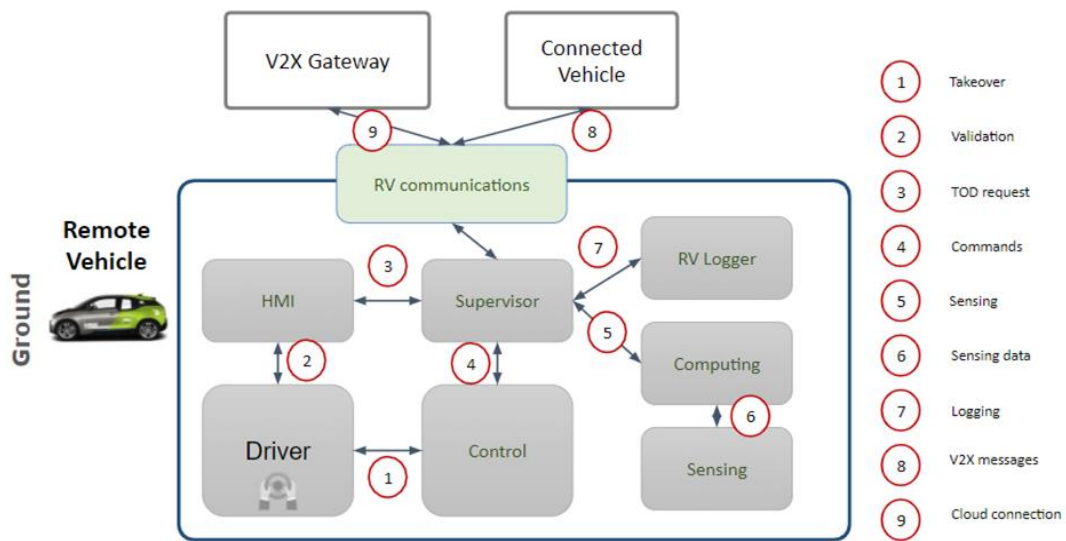 V2X Gateway
Connected
Vehicle
9
8
RV communications
Remote
Vehicle
Ground
3
7
RV Logger
HMI
Supervisor
5
2
4
Computing
6
Driver
Control
1
Sensing
1 Takeover
2 Validation
3 TOD request
4 Commands
5 Sensing
6 Sensing data
7 Logging
8 V2X messages
9 Cloud connection